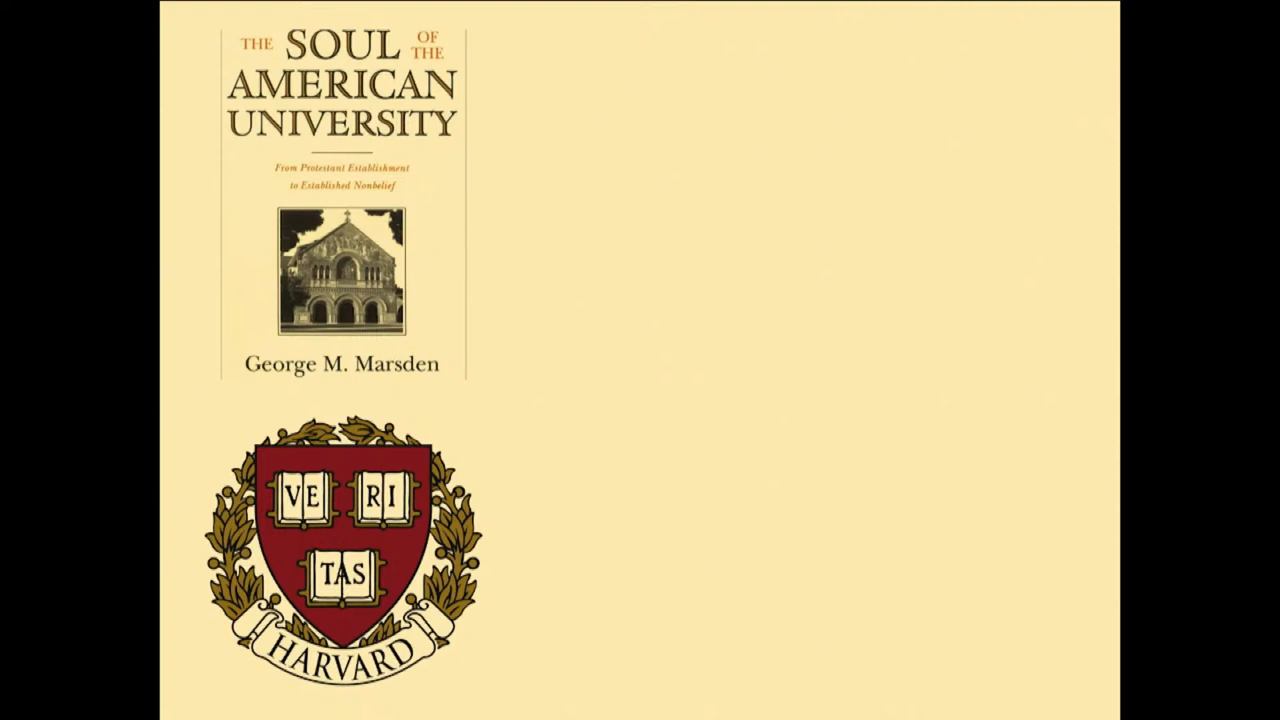 THE SOUL OF THE
AMERICAN
UNIVERSITY
From Protestant Establishment
to Established Nonbelief
George M. Marsden
VE RI
TAS
HARVARD